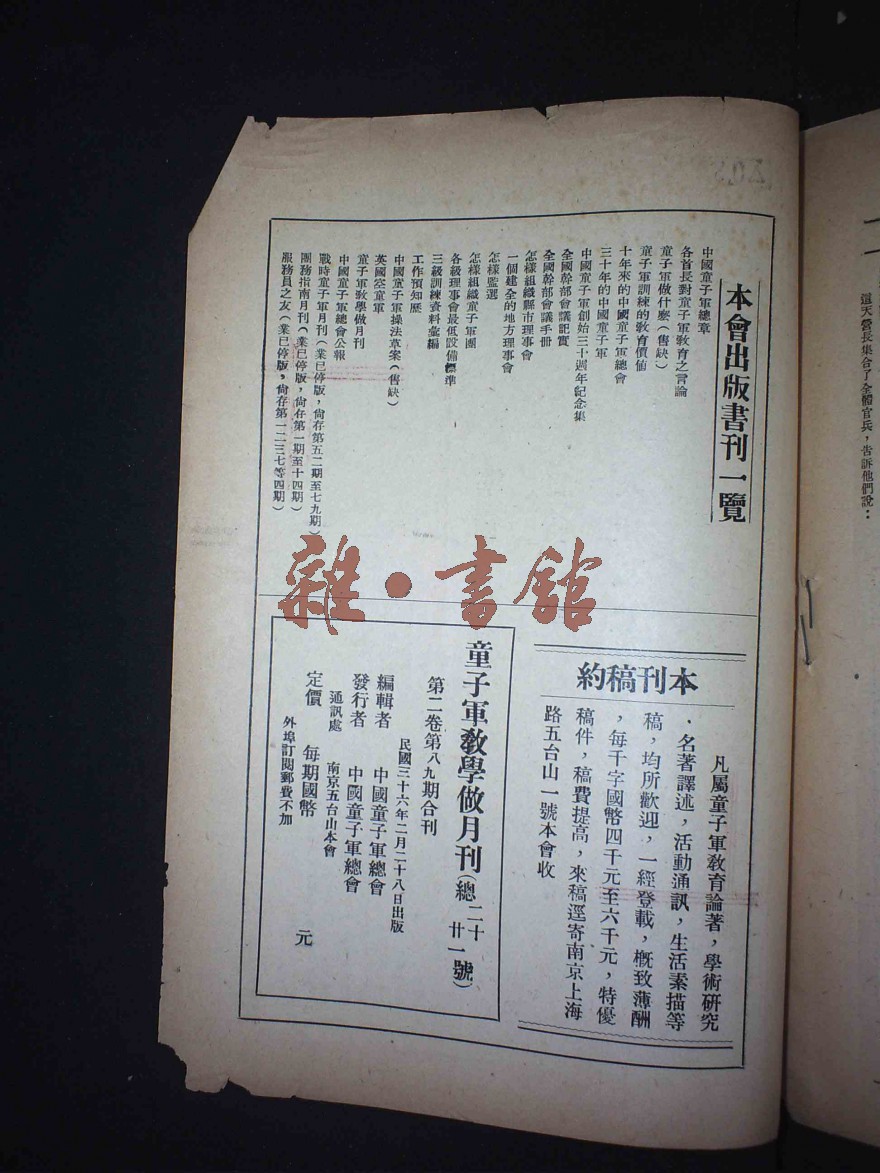 本會出版書刊一覽
中國童子軍總章
各首長對童子軍教育之言論
童子軍做什麼(售缺)
童子軍訓練的教育價值
十年來的中國童子軍總會
三十年的中國童子軍
中國童子軍創始三十週年紀念集
全國幹部會議記實
全國幹部會議手冊
怎樣組織縣市理事會
一個建全的地方理事會
怎樣監選
怎樣組織童子軍團
各級理事會最低設備標準
三級訓練資料彙編
工作預知歷
中國童子軍操法草案(售缺)
英國空童軍
童子軍教學做月刊
中國童子軍總會公報
戰時童子軍月刊(業已停版,尚存第五二期至七九期)
團務指南月刊(業已停版,尚存第一期至十四期)
服務員之友(業已停版,尚存第一二三七等四期)
本刊稿約
凡屬童子軍教育論著,學術研究
.名著譯述,活動通訊,生活素描等
稿,均所歡迎,一經登載,概致薄酬
,每千字國幣四千元至六千元,特優
稿件,稿費提高,來稿逕寄南京上海
路五台山一號本會收
童子軍教學做月刊(總二十廿一號)
第二卷第八九期合刊
民國三十六年二月二十八日出版
編輯者 中國童子軍總會
發行者 中國童子軍總會
通訊處 南京五台山本會
定價 每期國幣 元
外埠訂閱郵費不加
雜·書館
這天營長集合了全體官兵,告訴他們說: